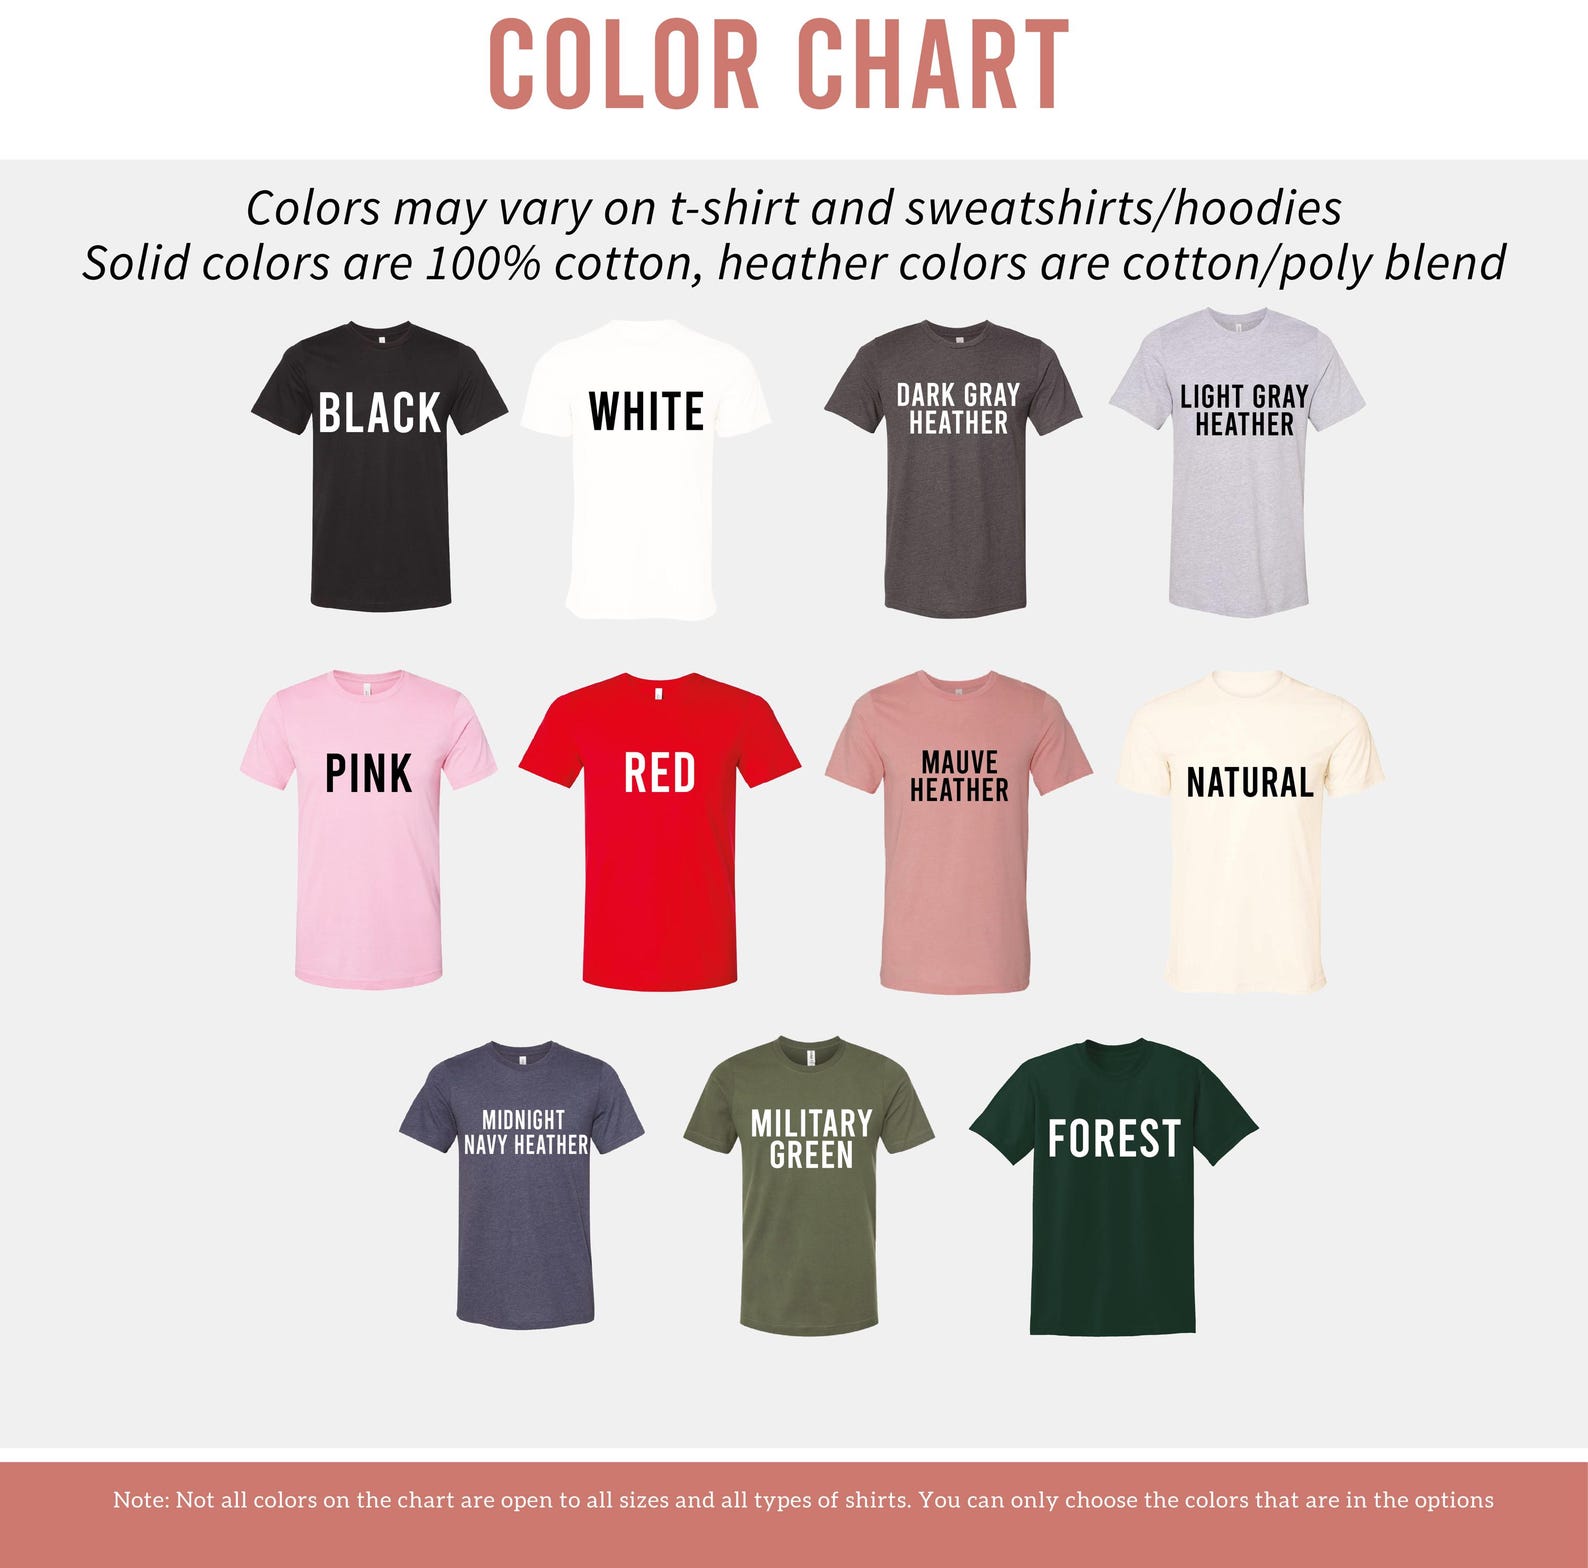 COLOR CHART
Colors may vary on t-shirt and sweatshirts/hoodies
Solid colors are 100% cotton, heather colors are cotton/poly blend
BLACK
WHITE
DARK GRAY
HEATHER
LIGHT GRAY
HEATHER
PINK
RED
MAUVE
HEATHER
NATURAL
MIDNIGHT
NAVY HEATHER
MILITARY
GREEN
FOREST
Note: Not all colors on the chart are open to all sizes and all types of shirts. You can only choose the colors that are in the options